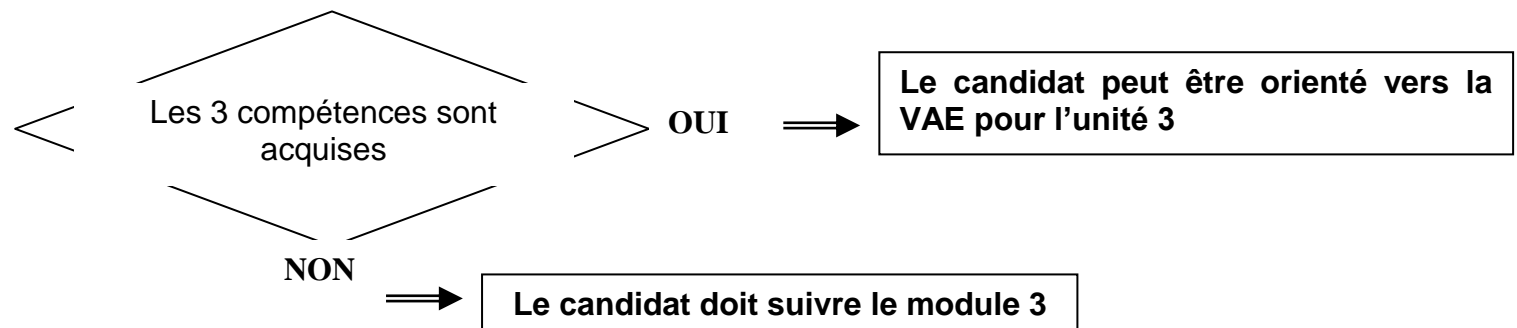 Les 3 compétences sont
acquises
OUI
Le candidat peut être orienté vers la
VAE pour l'unité 3
NON
Le candidat doit suivre le module 3